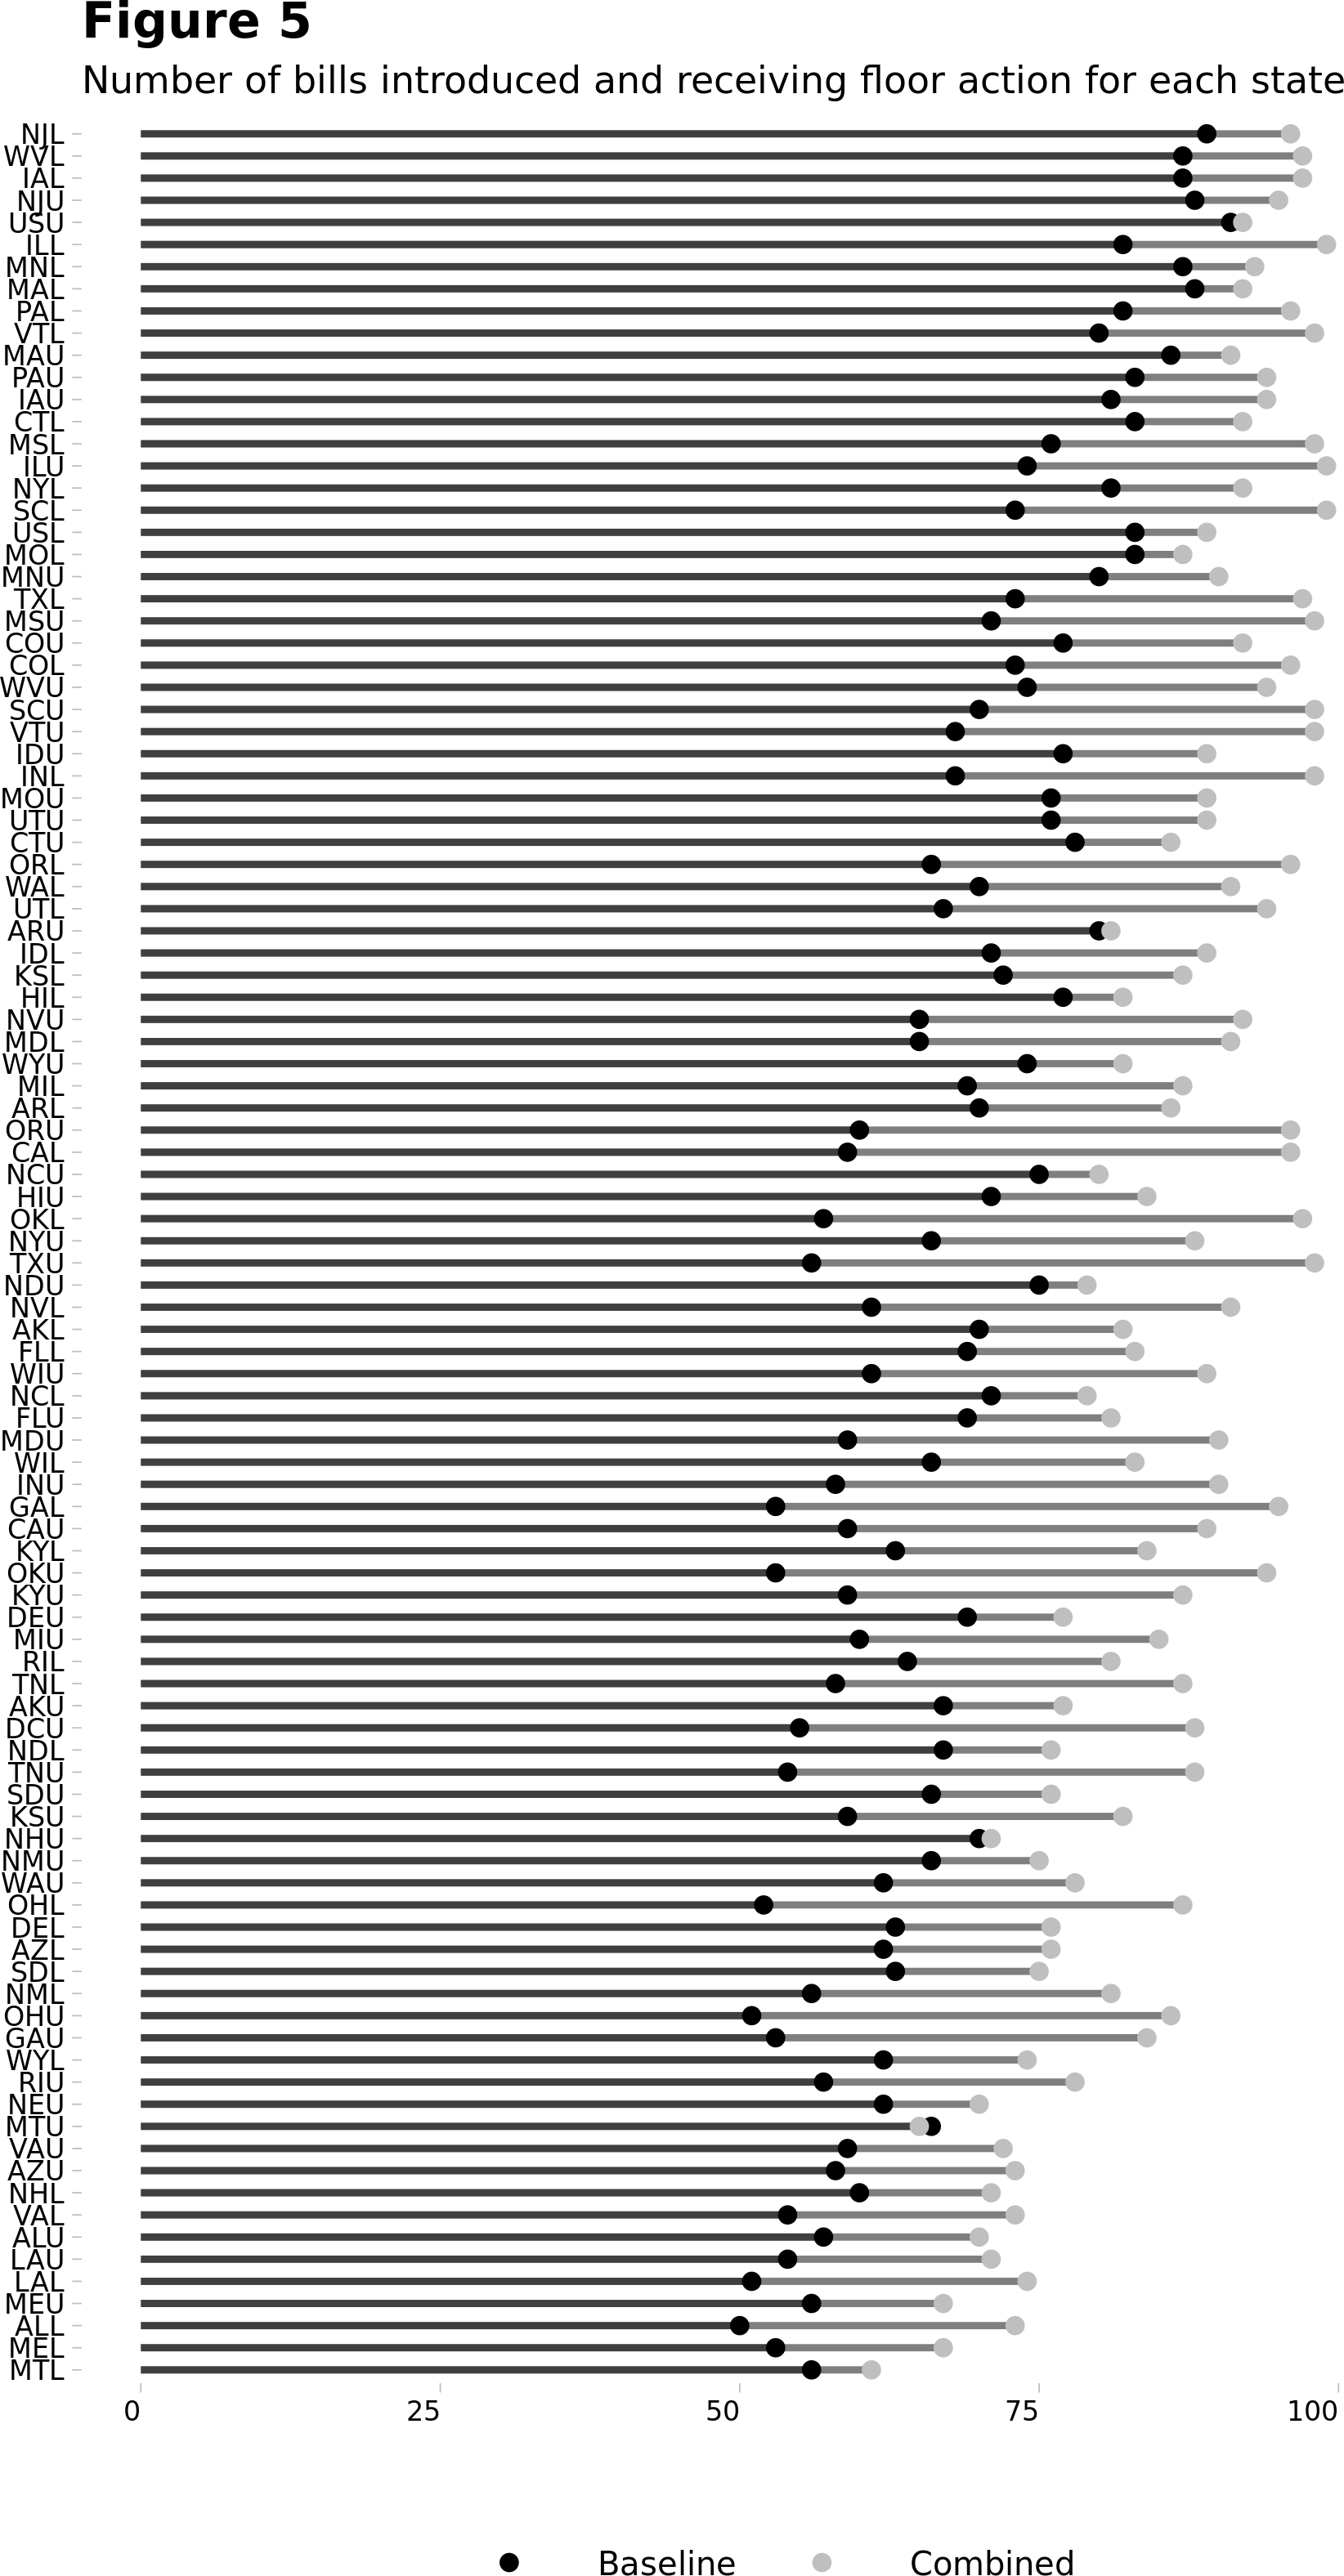 Figure 5
Number of bills introduced and receiving floor action for each state
NJL
WVL
IAL
NJU
USU
ILL
MNL
MAL
PAL
VTL
MAU
PAU
IAU
CTL
MSL
ILU
NYL
SCL
USL
MOL
MNU
TXL
MSU
COU
COL
WVU
SCU
VTU
IDU
INL
MOU
UTU
CTU
ORL
WAL
UTL
ARU
IDL
KSL
HIL
NVU
MDL
WYU
MIL
ARL
ORU
CAL
NCU
HIU
OKL
NYU
TXU
NDU
NVL
AKL
FLL
WIU
NCL
FLU
MDU
WIL
INU
GAL
CAU
KYL
OKU
KYU
DEU
MIU
RIL
TNL
AKU
DCU
NDL
TNU
SDU
KSU
NHU
NMU
WAU
OHL
DEL
AZL
SDL
NML
OHU
GAU
WYL
RIU
NEU
MTU
VAU
AZU
NHL
VAL
ALU
LAU
LAL
MEU
ALL
MEL
MTL
0 25 50 75 100
Baseline Combined